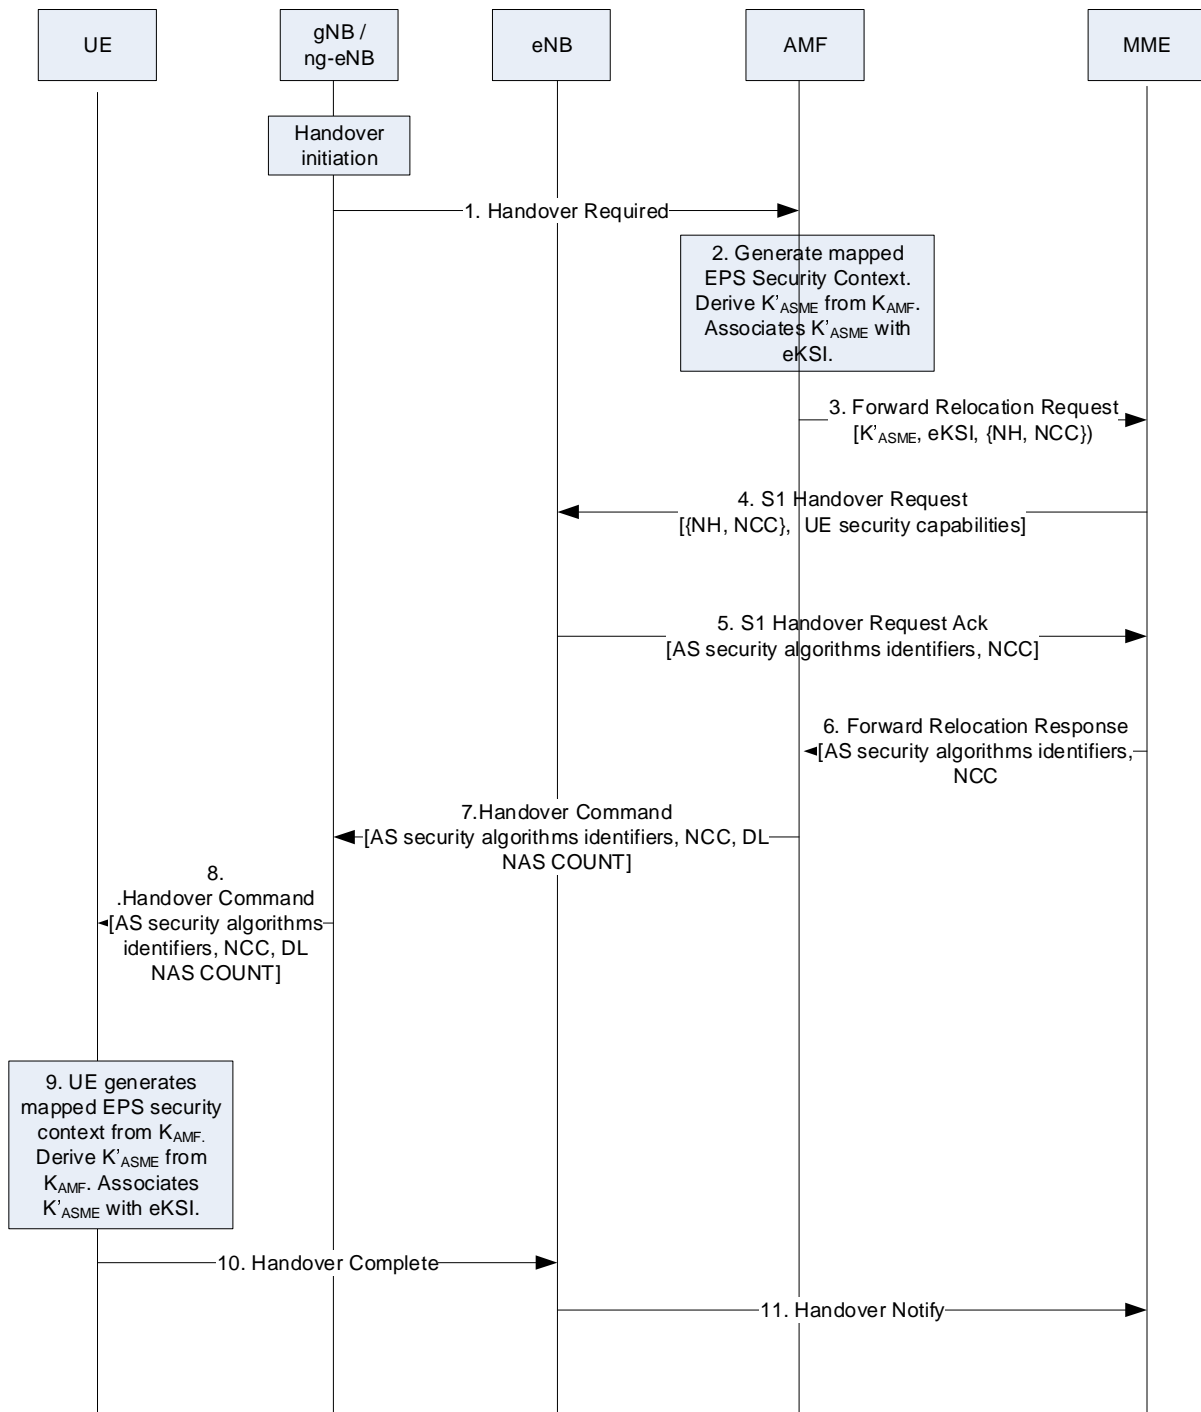 UE
gNB /
ng-eNB
eNB
AMF
MME
Handover
initiation
1. Handover Required
2. Generate mapped
EPS Security Context.
Derive K’ASME from KAMF.
Associates K’ASME with
eKSI.
3. Forward Relocation Request
[K’ASME, eKSI, {NH, NCC})
4. S1 Handover Request
[{NH, NCC},  UE security capabilities]
5. S1 Handover Request Ack
[AS security algorithms identifiers, NCC]
6. Forward Relocation Response
[AS security algorithms identifiers,
NCC
7.Handover Command
[AS security algorithms identifiers, NCC, DL
NAS COUNT]
8.
.Handover Command
[AS security algorithms
identifiers, NCC, DL
NAS COUNT]
9. UE generates
mapped EPS security
context from KAMF.
Derive K’ASME from
KAMF. Associates
K’ASME with eKSI.
10. Handover Complete
11. Handover Notify